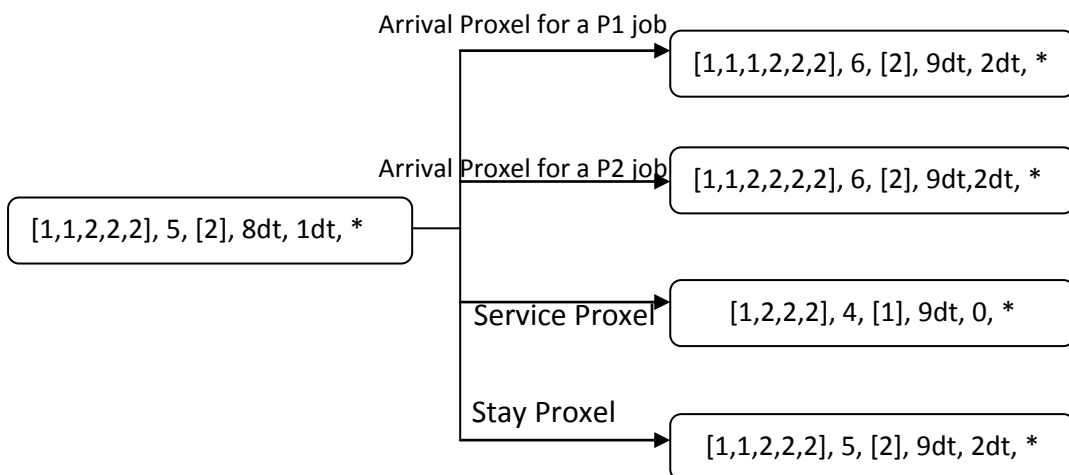 Arrival Proxel for a P1 job
[1,1,1,2,2,2], 6, [2], 9dt, 2dt, *
Arrival Proxel for a P2 job
[1,1,2,2,2,2], 6, [2], 9dt,2dt, *
[1,1,2,2,2], 5, [2], 8dt, 1dt, *
Service Proxel
[1,2,2,2], 4, [1], 9dt, 0, *
Stay Proxel
[1,1,2,2,2], 5, [2], 9dt, 2dt, *